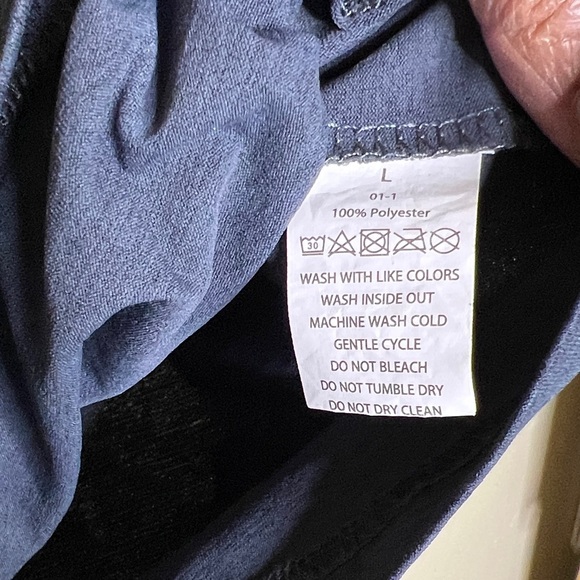 L
01-1
100% Polyester
30
WASH WITH LIKE COLORS
WASH INSIDE OUT
MACHINE WASH COLD
GENTLE CYCLE
DO NOT BLEACH
DO NOT TUMBLE DRY
DO NOT DRY CLEAN